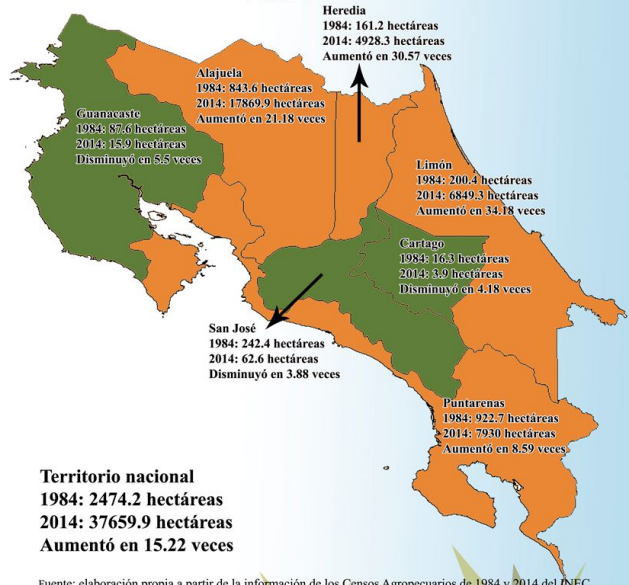 Heredia
1984: 161.2 hectáreas
2014: 4928.3 hectáreas
Aumentó en 30.57 veces
Alajuela
1984: 843.6 hectáreas
2014: 17869.9 hectáreas
Aumentó en 21.18 veces
Guanacaste
1984: 87.6 hectáreas
2014: 15.9 hectáreas
Disminuyó en 5.5 veces
Limón
1984: 200.4 hectáreas
2014: 6849.3 hectáreas
Aumentó en 34.18 veces
Cartago
1984: 16.3 hectáreas
2014: 3.9 hectáreas
Disminuyó en 4.18 veces
San José
1984: 242.4 hectáreas
2014: 62.6 hectáreas
Disminuyó en 3.88 veces
Puntarenas
1984: 922.7 hectáreas
2014: 7930 hectáreas
Aumentó en 8.59 veces
Territorio nacional
1984: 2474.2 hectáreas
2014: 37659.9 hectáreas
Aumentó en 15.22 veces
Fuente: elaboración propia a partir de la información de los Censos Agropecuarios de 1984 y 2014 del INEC